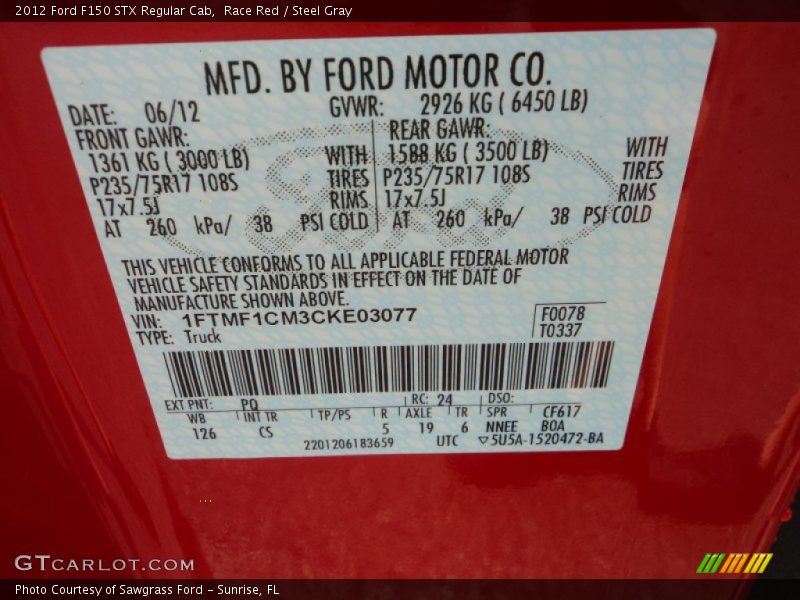 2012 Ford F150 STX Regular Cab,  Race Red / Steel Gray
MFD. BY FORD MOTOR CO.
DATE: 06/12 GVWR: 2926 KG ( 6450 LB)
FRONT GAWR: REAR GAWR:
1361 KG ( 3000 LB) WITH 1588 KG ( 3500 LB) WITH
P235/75R17 108S TIRES P235/75R17 108S TIRES
17x7.5J RIMS 17x7.5J RIMS
AT 260 kPa/ 38 PSI COLD AT 260 kPa/ 38 PSI COLD
Ford
THIS VEHICLE CONFORMS TO ALL APPLICABLE FEDERAL MOTOR
VEHICLE SAFETY STANDARDS IN EFFECT ON THE DATE OF
MANUFACTURE SHOWN ABOVE.
VIN: 1FTMF1CM3CKE03077 F0078
TYPE: Truck T0337
EXT PNT: PQ RC: 24 DSO:
WB INT TR TP/PS R AXLE TR SPR CF617
126 CS 5 19 6 NNEE B0A
2201206183659 UTC ▽5U5A-1520472-BA
GTCARLOT.COM
Photo Courtesy of Sawgrass Ford - Sunrise, FL